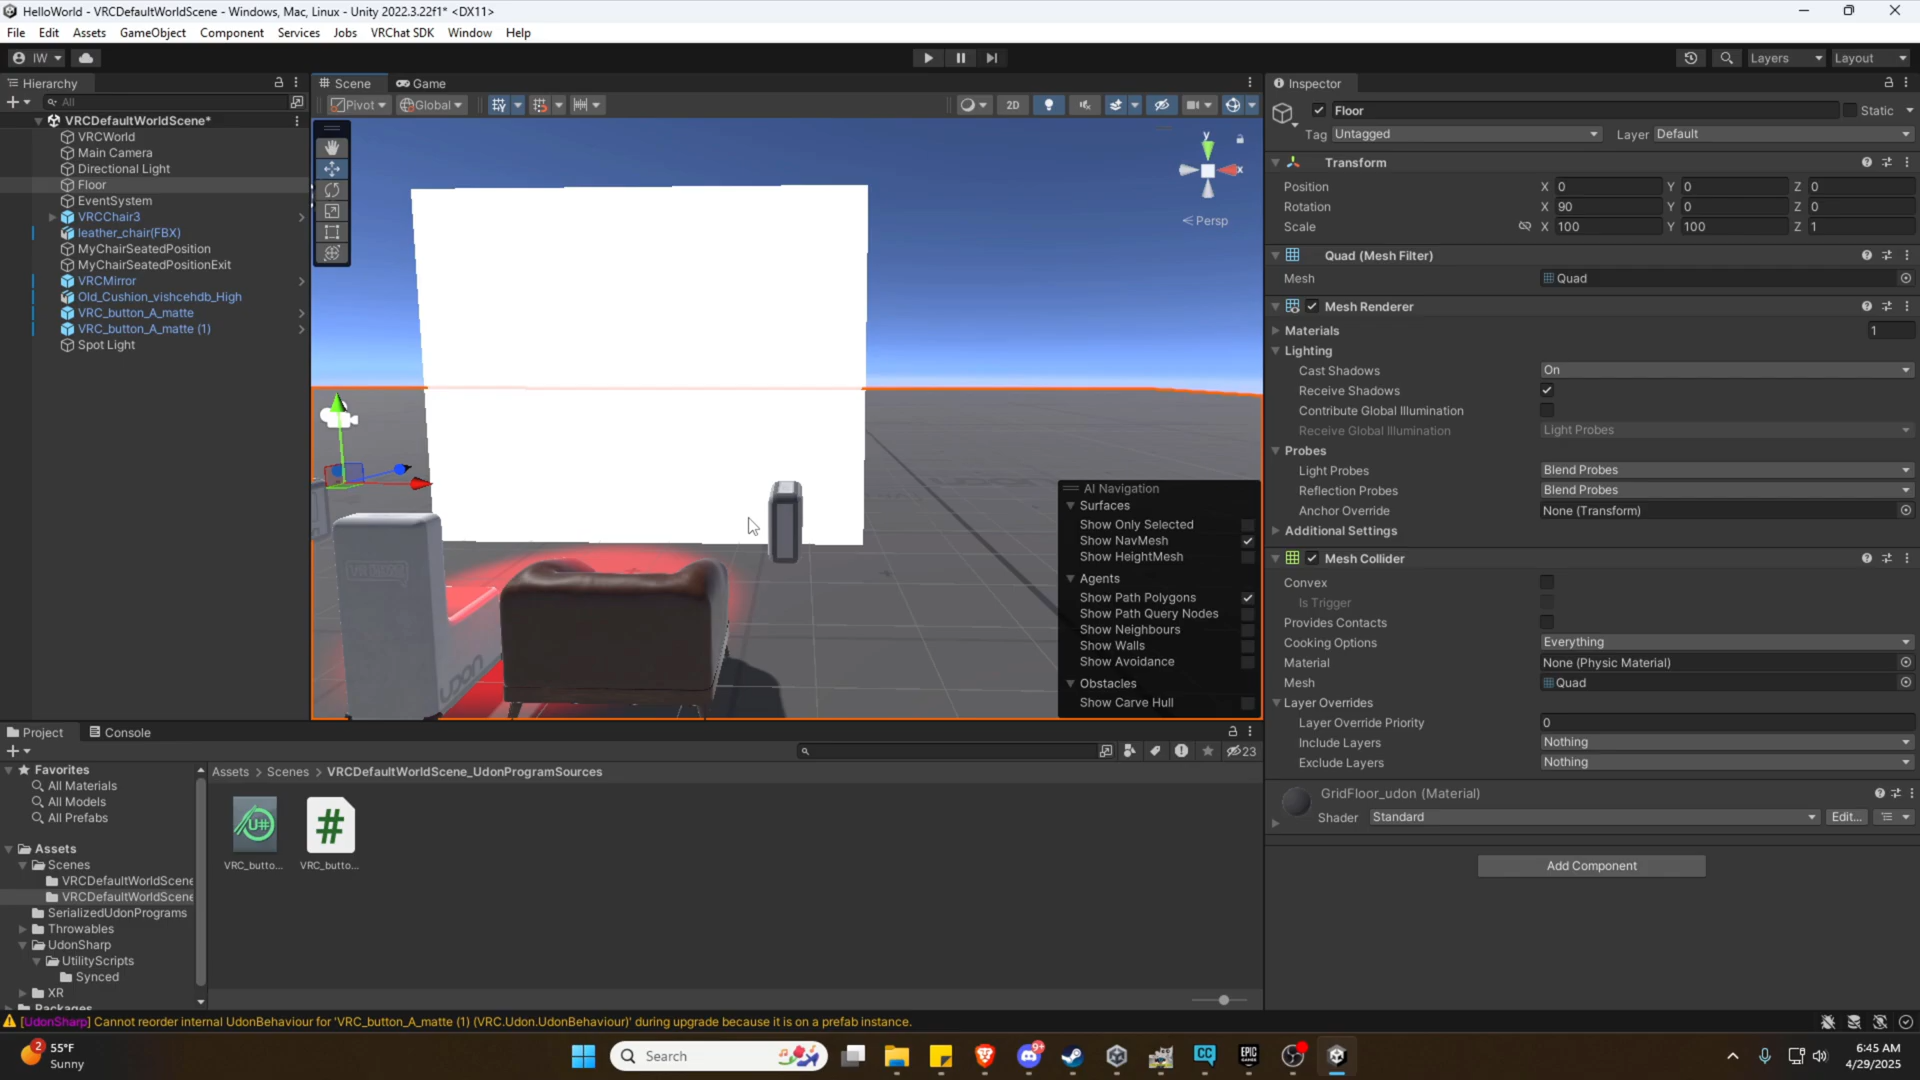 HelloWorld - VRCDefaultWorldScene - Windows, Mac, Linux - Unity 2022.3.22f1* <DX11>
File Edit Assets GameObject Component Services Jobs VRChat SDK Window Help
IW Layers Layout
Hierarchy
All
VRCDefaultWorldScene*
VRCWorld
Main Camera
Directional Light
Floor
EventSystem
VRCChair3
leather_chair(FBX)
MyChairSeatedPosition
MyChairSeatedPositionExit
VRCMirror
Old_Cushion_vishcehdb_High
VRC_button_A_matte
VRC_button_A_matte (1)
Spot Light
Scene Game
Pivot Global 2D
y
x
Persp
UDON
AI Navigation
Surfaces
Show Only Selected
Show NavMesh
Show HeightMesh
Agents
Show Path Polygons
Show Path Query Nodes
Show Neighbours
Show Walls
Show Avoidance
Obstacles
Show Carve Hull
Inspector
Floor Static
Tag Untagged Layer Default
Transform
Position X 0 Y 0 Z 0
Rotation X 90 Y 0 Z 0
Scale X 100 Y 100 Z 1
Quad (Mesh Filter)
Mesh Quad
Mesh Renderer
Materials 1
Lighting
Cast Shadows On
Receive Shadows
Contribute Global Illumination
Receive Global Illumination Light Probes
Probes
Light Probes Blend Probes
Reflection Probes Blend Probes
Anchor Override None (Transform)
Additional Settings
Mesh Collider
Convex
Is Trigger
Provides Contacts
Cooking Options Everything
Material None (Physic Material)
Mesh Quad
Layer Overrides
Layer Override Priority 0
Include Layers Nothing
Exclude Layers Nothing
GridFloor_udon (Material)
Shader Standard Edit...
Add Component
Project Console
23
Favorites
All Materials
All Models
All Prefabs
Assets
Scenes
VRCDefaultWorldScene
VRCDefaultWorldScene
SerializedUdonPrograms
Throwables
UdonSharp
UtilityScripts
Synced
XR
Packages
Assets > Scenes > VRCDefaultWorldScene_UdonProgramSources
U#
#
VRC_butto... VRC_butto...
[UdonSharp] Cannot reorder internal UdonBehaviour for 'VRC_button_A_matte (1) (VRC.Udon.UdonBehaviour)' during upgrade because it is on a prefab instance.
2
55°F
Sunny
Search
9+
CC
EPIC GAMES
6:45 AM
4/29/2025